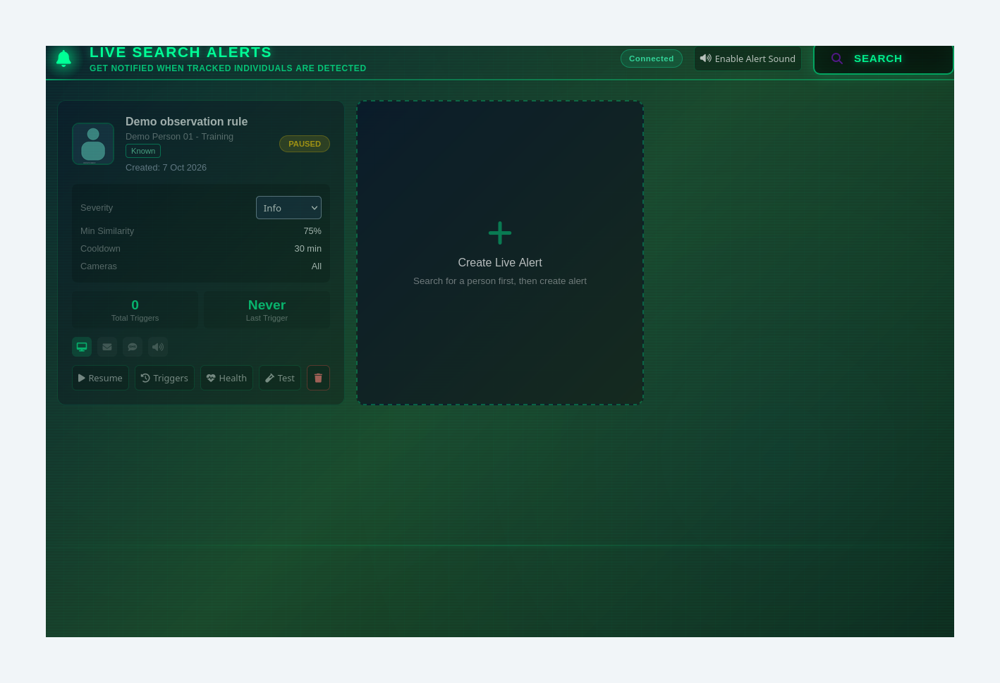 LIVE SEARCH ALERTS
GET NOTIFIED WHEN TRACKED INDIVIDUALS ARE DETECTED
Connected
Enable Alert Sound
SEARCH
Demo observation rule
Demo Person 01 - Training
Known
Created: 7 Oct 2026
PAUSED
Severity
Info
Min Similarity
75%
Cooldown
30 min
Cameras
All
0
Total Triggers
Never
Last Trigger
Resume
Triggers
Health
Test
Create Live Alert
Search for a person first, then create alert